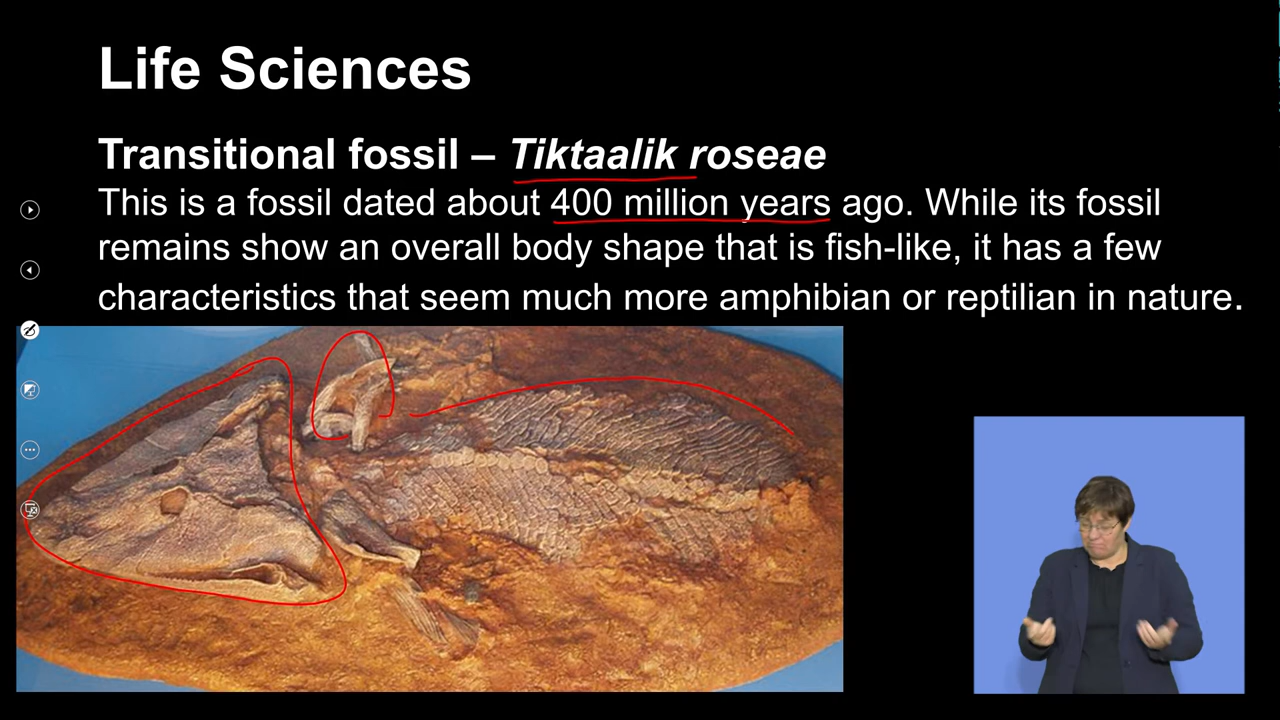 Life Sciences
Transitional fossil – Tiktaalik roseae
This is a fossil dated about 400 million years ago. While its fossil
remains show an overall body shape that is fish-like, it has a few
characteristics that seem much more amphibian or reptilian in nature.